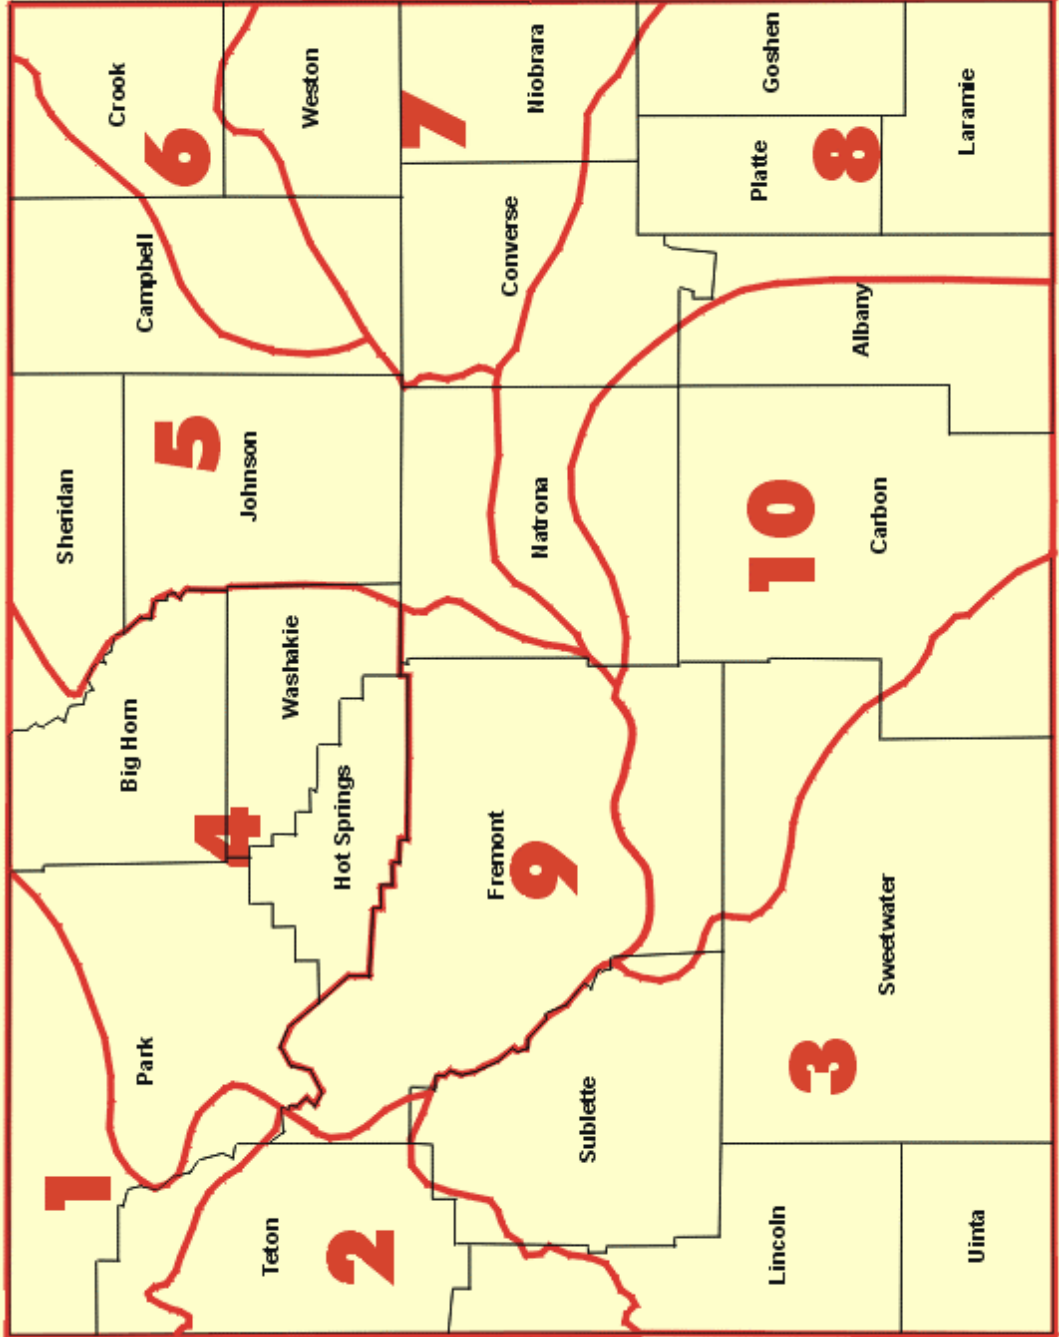 1
Sheridan
Crook
Park
Big Horn
Campbell
6
5
4
Johnson
Teton
Washakie
Weston
Hot Springs
2
7
Fremont
Converse
Niobrara
Natrona
9
Sublette
Platte
Goshen
Lincoln
10
3
8
Albany
Carbon
Sweetwater
Laramie
Uinta